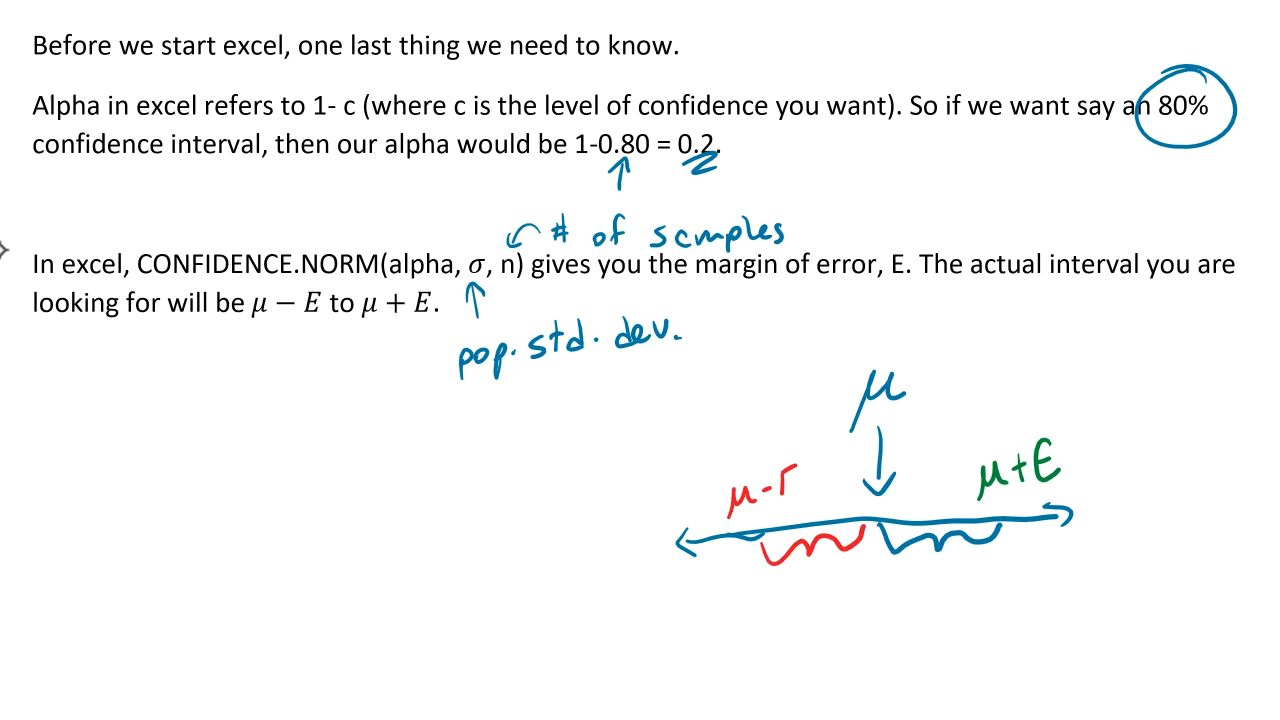 Before we start excel, one last thing we need to know.
Alpha in excel refers to 1- c (where c is the level of confidence you want). So if we want say an 80%
confidence interval, then our alpha would be 1-0.80 = 0.2.
# of samples
In excel, CONFIDENCE.NORM(alpha, σ, n) gives you the margin of error, E. The actual interval you are
looking for will be μ − E to μ + E.
pop. std. dev.
μ
μ+E
μ-